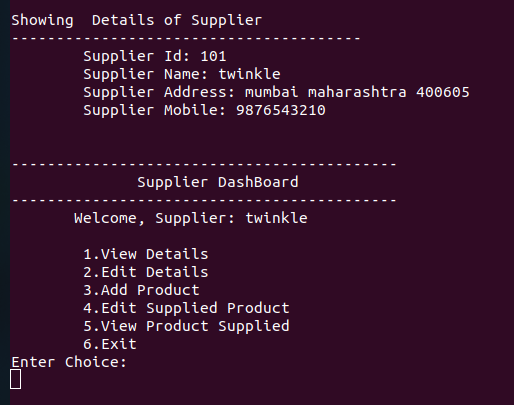 Showing  Details of Supplier
---------------------------------------
        Supplier Id: 101
        Supplier Name: twinkle
        Supplier Address: mumbai maharashtra 400605
        Supplier Mobile: 9876543210
-------------------------------------------
              Supplier DashBoard
-------------------------------------------
       Welcome, Supplier: twinkle
        1.View Details
        2.Edit Details
        3.Add Product
        4.Edit Supplied Product
        5.View Product Supplied
        6.Exit
Enter Choice: